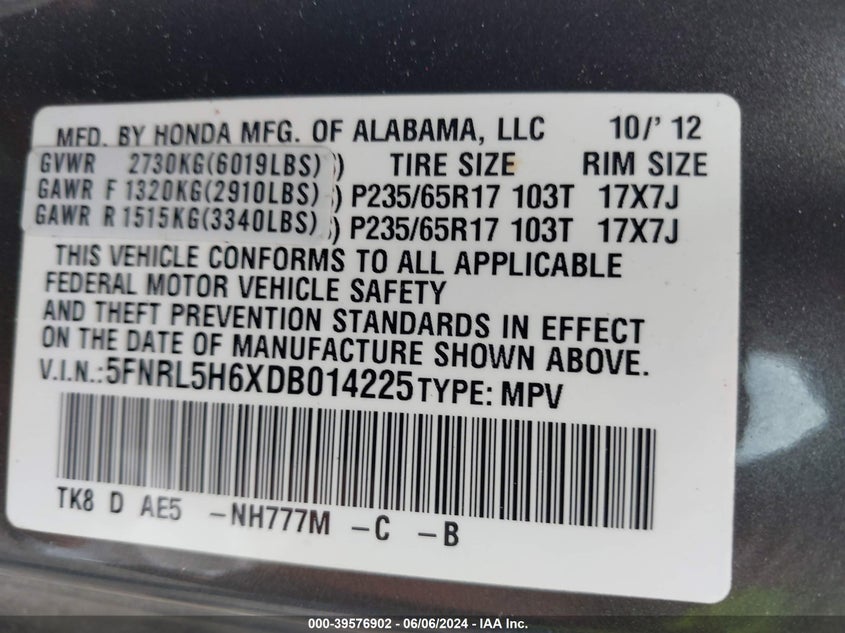 MFD. BY HONDA MFG. OF ALABAMA, LLC 10/'12
GVWR 2730KG(6019LBS) ) TIRE SIZE RIM SIZE
GAWR F 1320KG(2910LBS) ) P235/65R17 103T 17X7J
GAWR R 1515KG(3340LBS) ) P235/65R17 103T 17X7J
THIS VEHICLE CONFORMS TO ALL APPLICABLE
FEDERAL MOTOR VEHICLE SAFETY
AND THEFT PREVENTION STANDARDS IN EFFECT
ON THE DATE OF MANUFACTURE SHOWN ABOVE.
V.I.N.:5FNRL5H6XDB014225 TYPE: MPV
TK8 D AE5 -NH777M -C -B
000-39576902 - 06/06/2024 - IAA Inc.